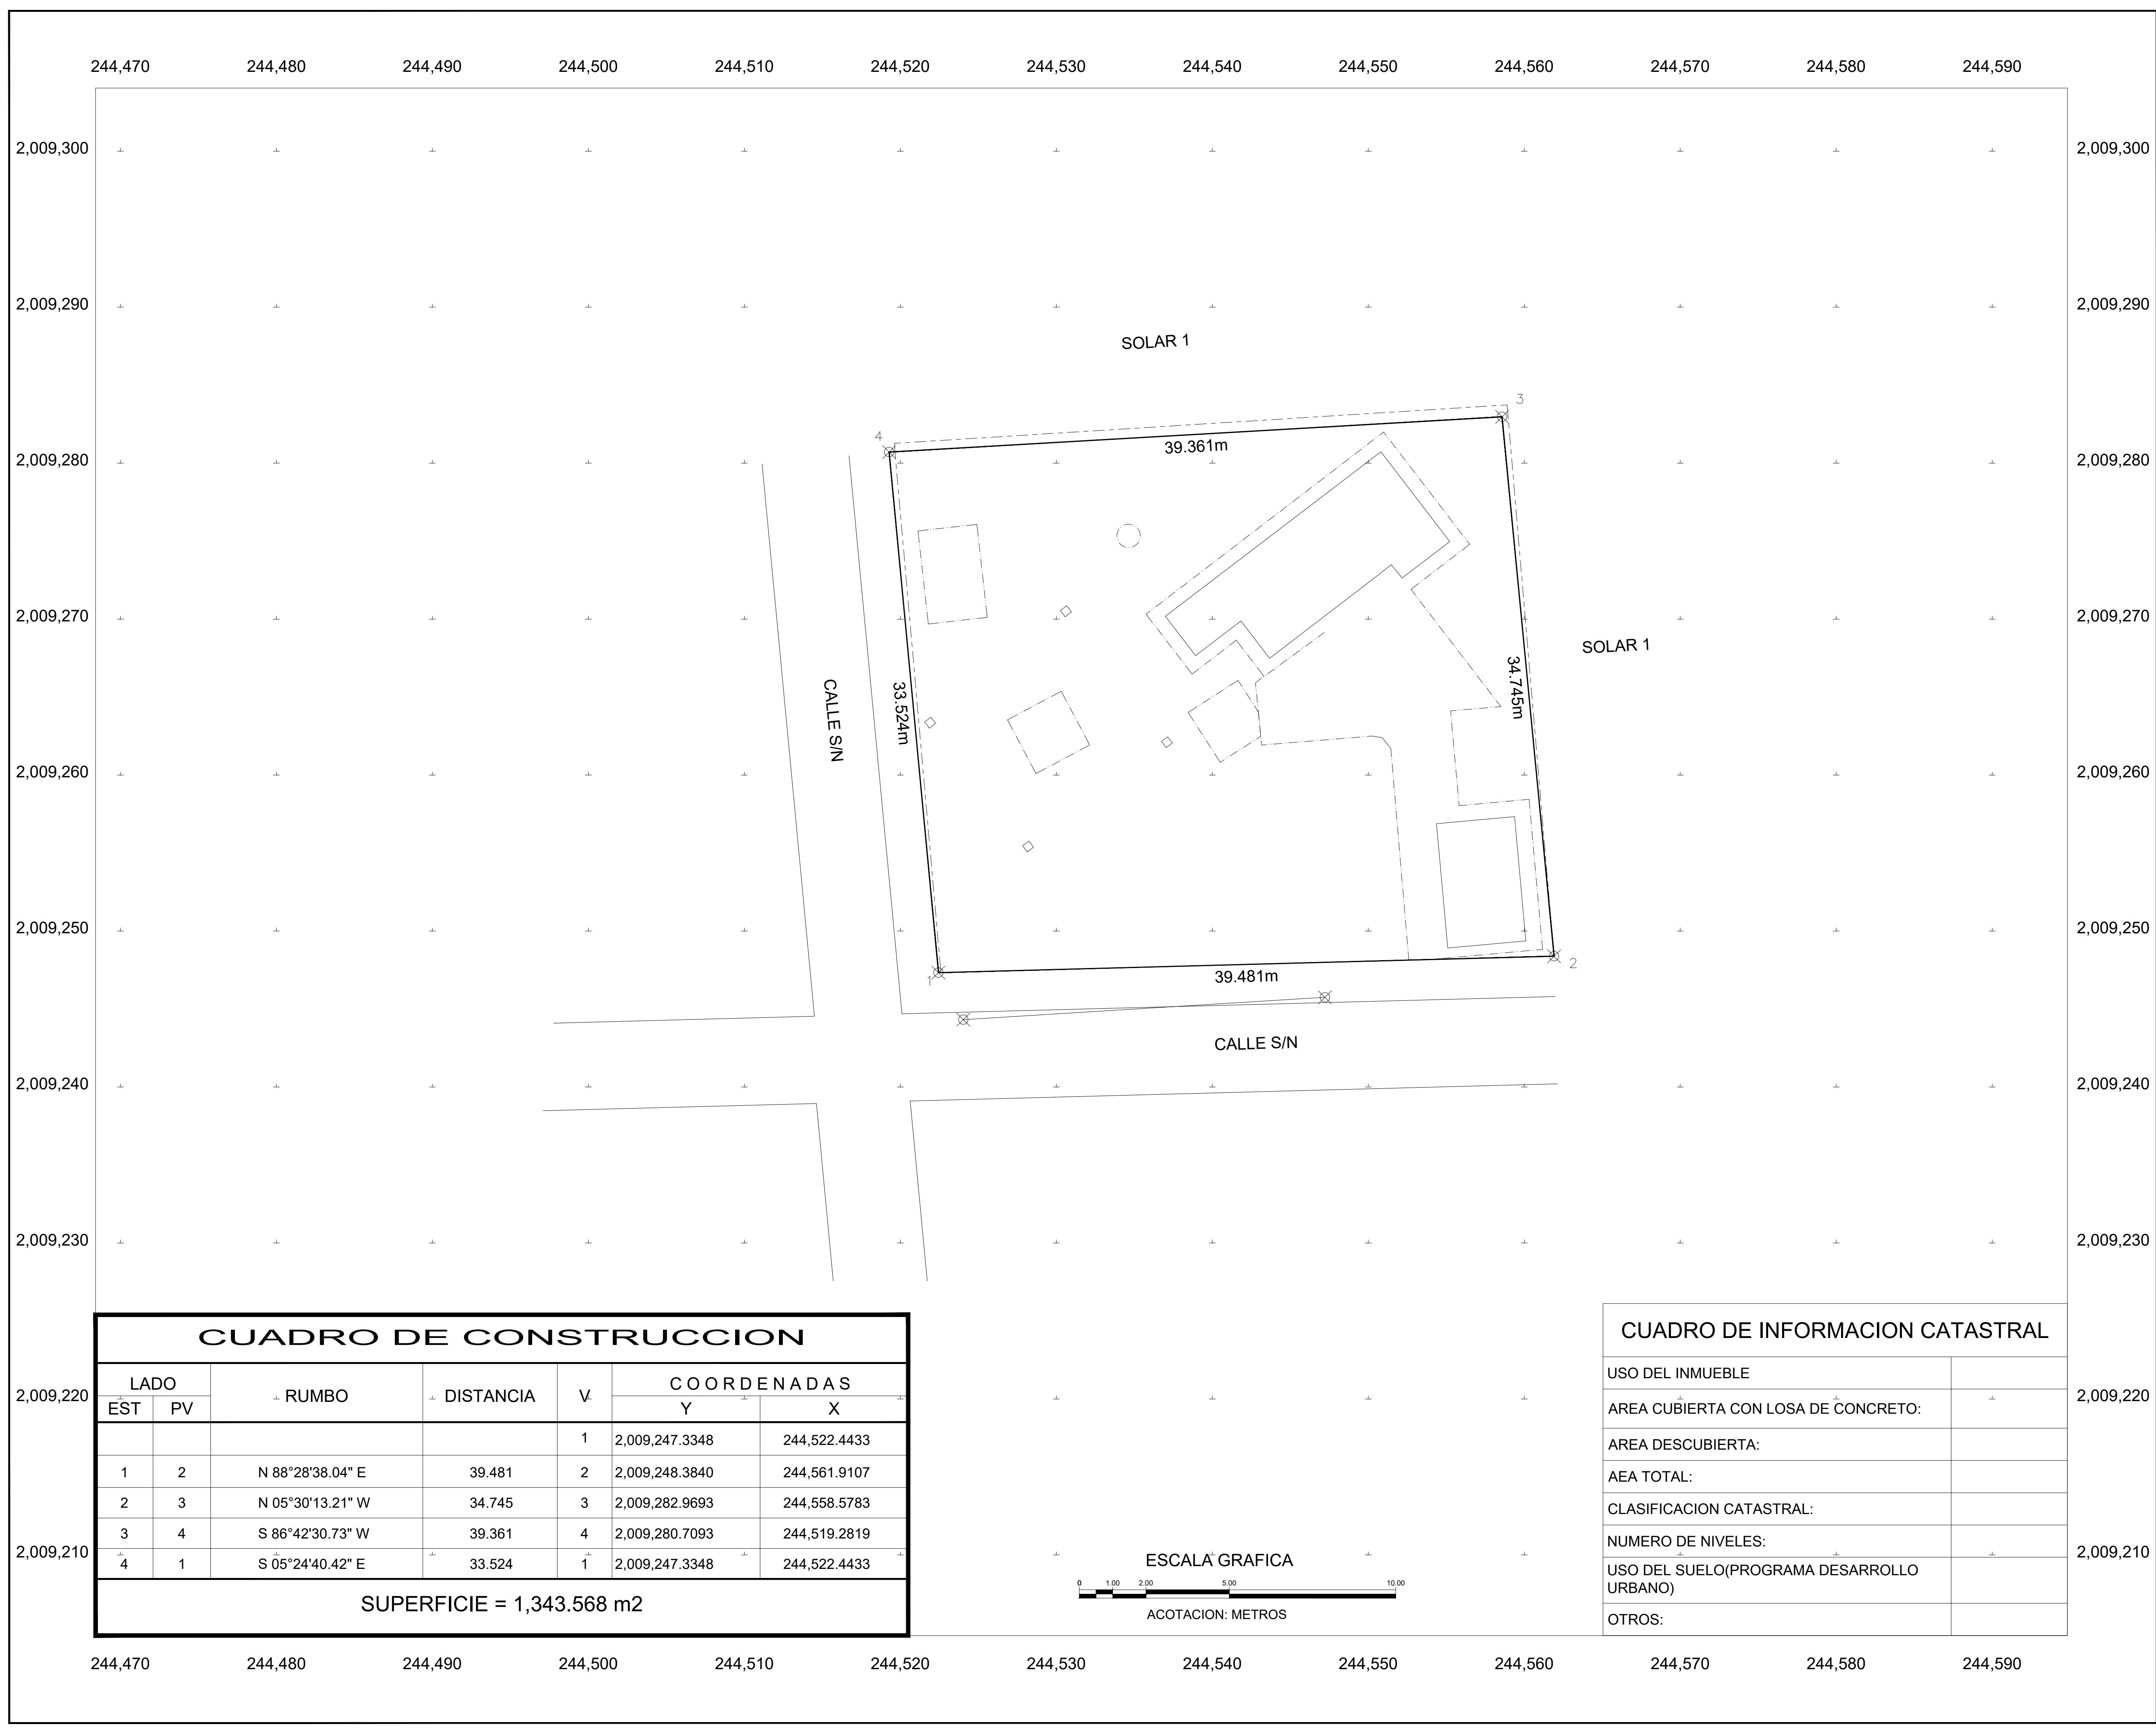 244,470 244,480 244,490 244,500 244,510 244,520 244,530 244,540 244,550 244,560 244,570 244,580 244,590
2,009,300 2,009,300
2,009,290 2,009,290
SOLAR 1
3
4
39.361m
2,009,280 2,009,280
2,009,270 2,009,270
SOLAR 1
CALLE S/N
33.524m
34.745m
2,009,260 2,009,260
2,009,250 2,009,250
1
39.481m
2
CALLE S/N
2,009,240 2,009,240
2,009,230 2,009,230
2,009,220 2,009,220
2,009,210 2,009,210
CUADRO DE CONSTRUCCION
LADO RUMBO DISTANCIA V COORDENADAS
EST PV Y X
1 2,009,247.3348 244,522.4433
1 2 N 88°28'38.04" E 39.481 2 2,009,248.3840 244,561.9107
2 3 N 05°30'13.21" W 34.745 3 2,009,282.9693 244,558.5783
3 4 S 86°42'30.73" W 39.361 4 2,009,280.7093 244,519.2819
4 1 S 05°24'40.42" E 33.524 1 2,009,247.3348 244,522.4433
SUPERFICIE = 1,343.568 m2
ESCALA GRAFICA
0 1.00 2.00 5.00 10.00
ACOTACION: METROS
CUADRO DE INFORMACION CATASTRAL
USO DEL INMUEBLE
AREA CUBIERTA CON LOSA DE CONCRETO:
AREA DESCUBIERTA:
AEA TOTAL:
CLASIFICACION CATASTRAL:
NUMERO DE NIVELES:
USO DEL SUELO(PROGRAMA DESARROLLO
URBANO)
OTROS:
244,470 244,480 244,490 244,500 244,510 244,520 244,530 244,540 244,550 244,560 244,570 244,580 244,590